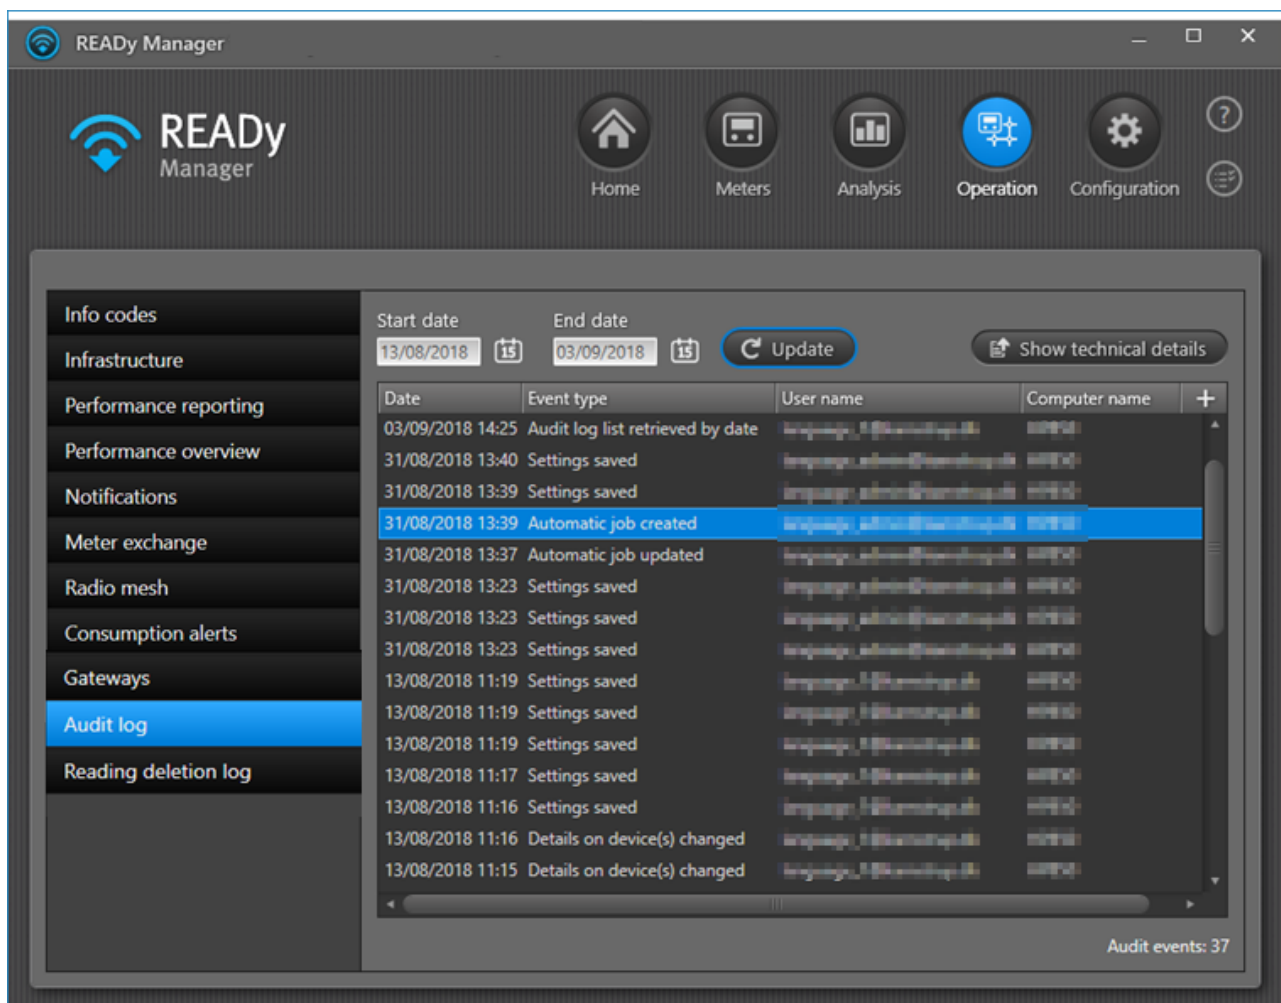 READy Manager
READy
Manager
Home
Meters
Analysis
Operation
Configuration
?
Info codes
Infrastructure
Performance reporting
Performance overview
Notifications
Meter exchange
Radio mesh
Consumption alerts
Gateways
Audit log
Reading deletion log
Start date
End date
13/08/2018
15
03/09/2018
15
Update
Show technical details
Date Event type User name Computer name +
03/09/2018 14:25 Audit log list retrieved by date
31/08/2018 13:40 Settings saved
31/08/2018 13:39 Settings saved
31/08/2018 13:39 Automatic job created
31/08/2018 13:37 Automatic job updated
31/08/2018 13:23 Settings saved
31/08/2018 13:23 Settings saved
31/08/2018 13:23 Settings saved
13/08/2018 11:19 Settings saved
13/08/2018 11:19 Settings saved
13/08/2018 11:19 Settings saved
13/08/2018 11:17 Settings saved
13/08/2018 11:16 Settings saved
13/08/2018 11:16 Details on device(s) changed
13/08/2018 11:15 Details on device(s) changed
Audit events: 37